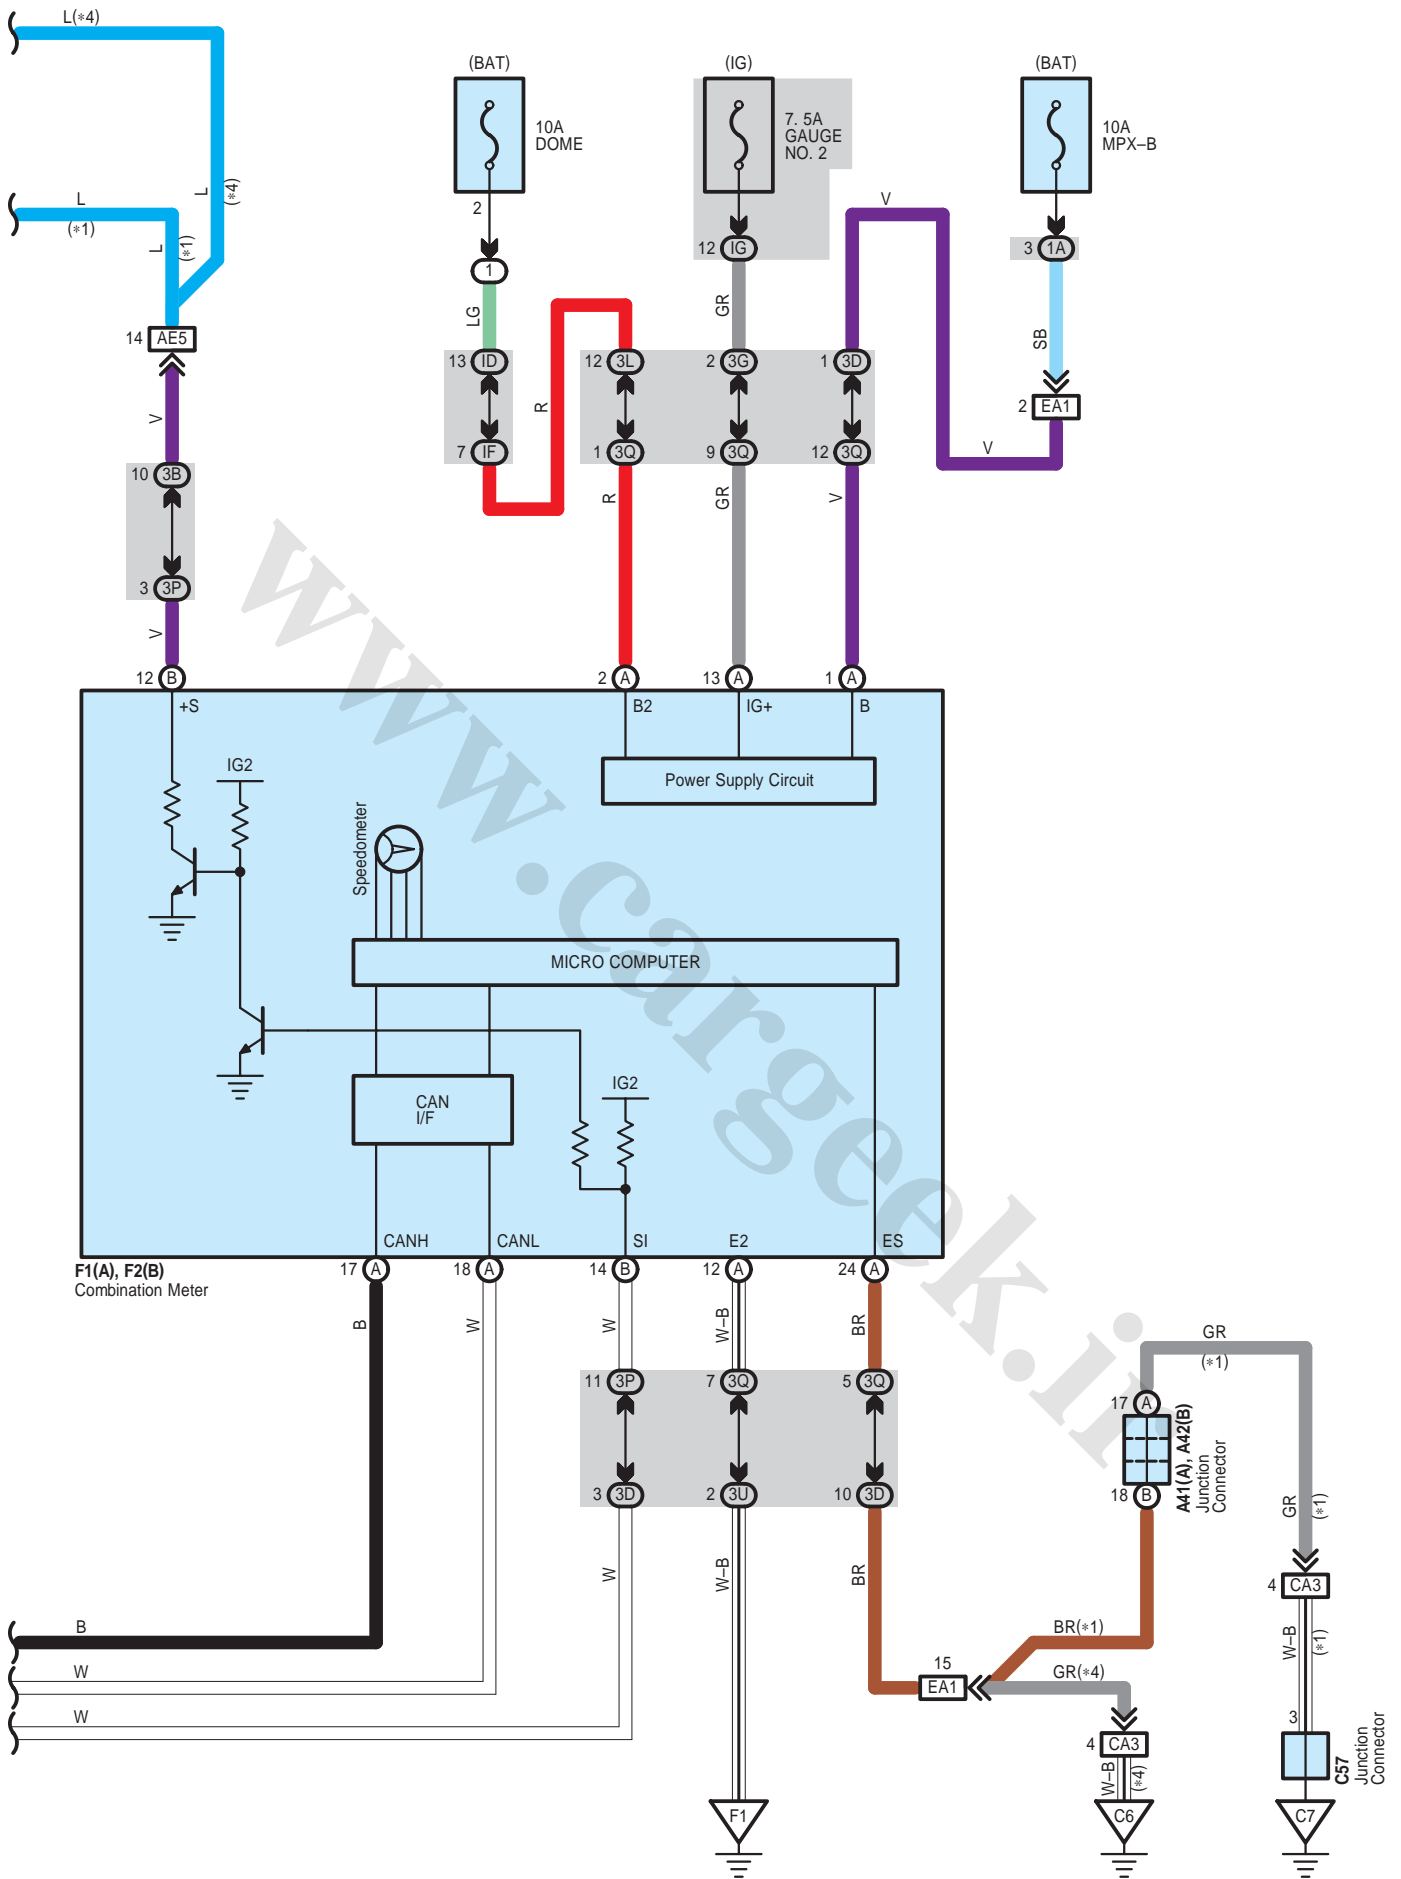 L(∗4)
(BAT)
(IG)
(BAT)
10A
DOME
7. 5A
GAUGE
NO. 2
10A
MPX–B
L
(∗1)
L
(∗1)
L
(∗4)
2
1
12 IG
V
3 1A
LG
GR
SB
14 AE5
13 ID
12 3L
2 3G
1 3D
R
2 EA1
V
7 IF
1 3Q
9 3Q
12 3Q
V
10 3B
R
GR
V
3 3P
V
12 B
2 A
13 A
1 A
+S
B2
IG+
B
IG2
Power Supply Circuit
Speedometer
MICRO COMPUTER
CAN
I/F
IG2
CANH
CANL
SI
E2
ES
F1(A), F2(B)
Combination Meter
17 A
18 A
14 B
12 A
24 A
B
W
W
W–B
BR
GR
(∗1)
11 3P
7 3Q
5 3Q
17 A
A41(A), A42(B)
Junction
Connector
3 3D
2 3U
10 3D
18 B
GR
(∗1)
W
W–B
BR
4 CA3
B
BR(∗1)
W–B
(∗1)
W
15
EA1
GR(∗4)
W
3
4 CA3
C57
Junction
Connector
W–B
(∗4)
F1
C6
C7
www.cargeek.ir